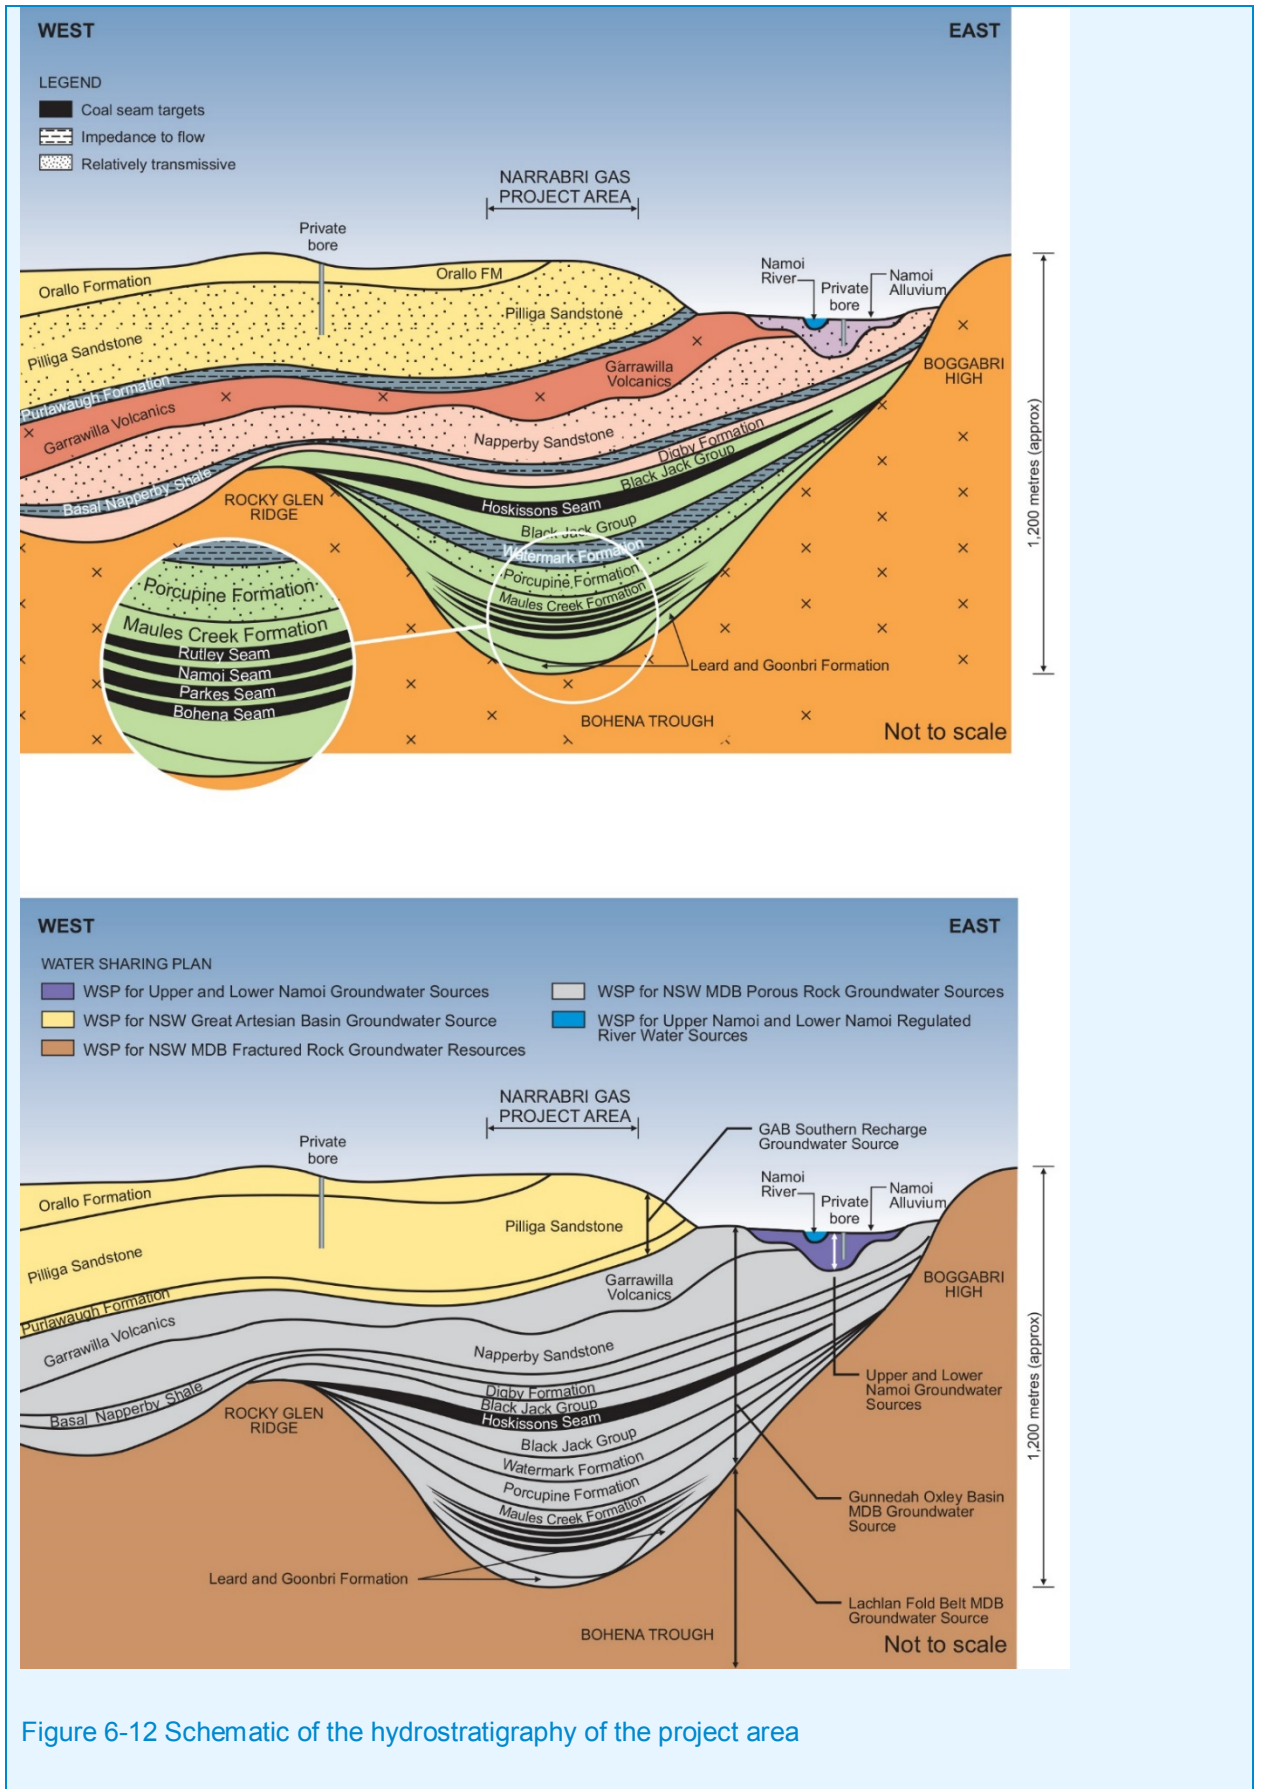 WEST
EAST
LEGEND
Coal seam targets
Impedance to flow
Relatively transmissive
NARRABRI GAS
PROJECT AREA
Private
bore
Namoi
River
Private
bore
Namoi
Alluvium
Orallo Formation
Orallo FM
Pilliga Sandstone
Pilliga Sandstone
Purlawaugh Formation
Garrawilla
Volcanics
Garrawilla Volcanics
BOGGABRI
HIGH
Napperby Sandstone
Digby Formation
Black Jack Group
Basal Napperby Shale
ROCKY GLEN
RIDGE
Hoskissons Seam
Black Jack Group
Watermark Formation
Porcupine Formation
Maules Creek Formation
Porcupine Formation
Maules Creek Formation
Rutley Seam
Namoi Seam
Parkes Seam
Bohena Seam
Leard and Goonbri Formation
BOHENA TROUGH
Not to scale
1,200 metres (approx)
WEST
EAST
WATER SHARING PLAN
WSP for Upper and Lower Namoi Groundwater Sources
WSP for NSW Great Artesian Basin Groundwater Source
WSP for NSW MDB Fractured Rock Groundwater Resources
WSP for NSW MDB Porous Rock Groundwater Sources
WSP for Upper Namoi and Lower Namoi Regulated
River Water Sources
NARRABRI GAS
PROJECT AREA
GAB Southern Recharge
Groundwater Source
Private
bore
Namoi
River
Private
bore
Namoi
Alluvium
Orallo Formation
Pilliga Sandstone
Pilliga Sandstone
Purlawaugh Formation
Garrawilla
Volcanics
Garrawilla Volcanics
BOGGABRI
HIGH
Napperby Sandstone
Digby Formation
Black Jack Group
Hoskissons Seam
Basal Napperby Shale
ROCKY GLEN
RIDGE
Upper and Lower
Namoi Groundwater
Sources
Black Jack Group
Watermark Formation
Porcupine Formation
Maules Creek Formation
Gunnedah Oxley Basin
MDB Groundwater
Source
Leard and Goonbri Formation
Lachlan Fold Belt MDB
Groundwater Source
BOHENA TROUGH
Not to scale
1,200 metres (approx)
Figure 6-12 Schematic of the hydrostratigraphy of the project area